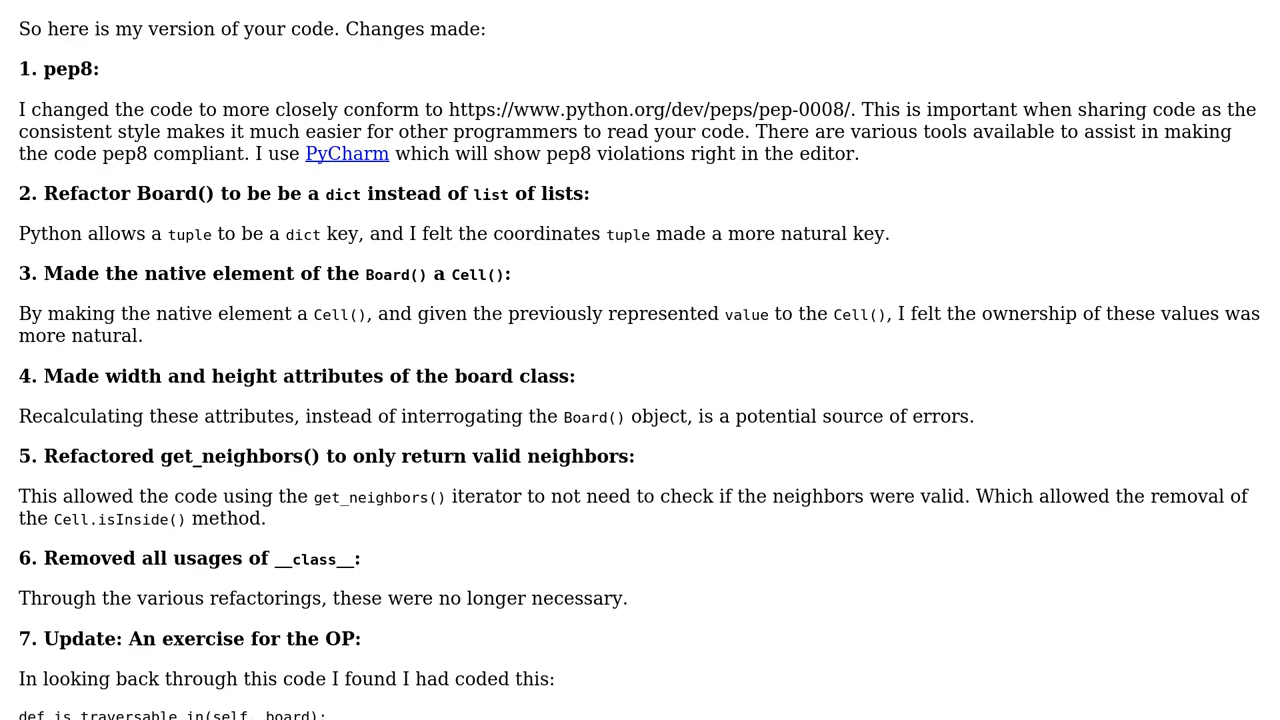 So here is my version of your code. Changes made:
1. pep8:
I changed the code to more closely conform to https://www.python.org/dev/peps/pep-0008/. This is important when sharing code as the
consistent style makes it much easier for other programmers to read your code. There are various tools available to assist in making
the code pep8 compliant. I use PyCharm which will show pep8 violations right in the editor.
2. Refactor Board() to be be a dict instead of list of lists:
Python allows a tuple to be a dict key, and I felt the coordinates tuple made a more natural key.
3. Made the native element of the Board() a Cell():
By making the native element a Cell(), and given the previously represented value to the Cell(), I felt the ownership of these values was
more natural.
4. Made width and height attributes of the board class:
Recalculating these attributes, instead of interrogating the Board() object, is a potential source of errors.
5. Refactored get_neighbors() to only return valid neighbors:
This allowed the code using the get_neighbors() iterator to not need to check if the neighbors were valid. Which allowed the removal of
the Cell.isInside() method.
6. Removed all usages of __class__:
Through the various refactorings, these were no longer necessary.
7. Update: An exercise for the OP:
In looking back through this code I found I had coded this:
def is_traversable_in(self, board):